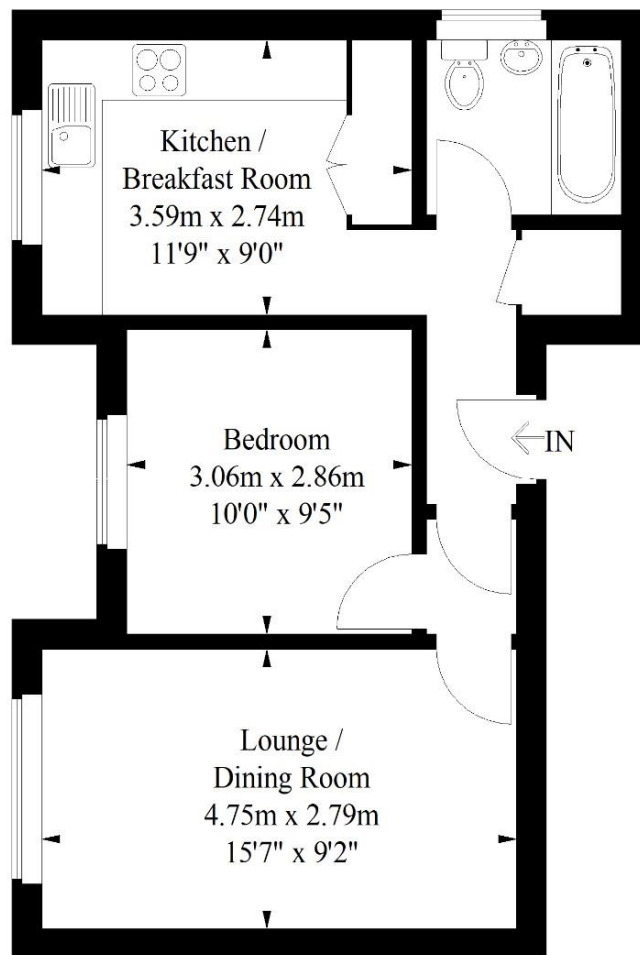 Kitchen /
Breakfast Room
3.59m x 2.74m
11'9" x 9'0"
Bedroom
3.06m x 2.86m
10'0" x 9'5"
IN
Lounge /
Dining Room
4.75m x 2.79m
15'7" x 9'2"